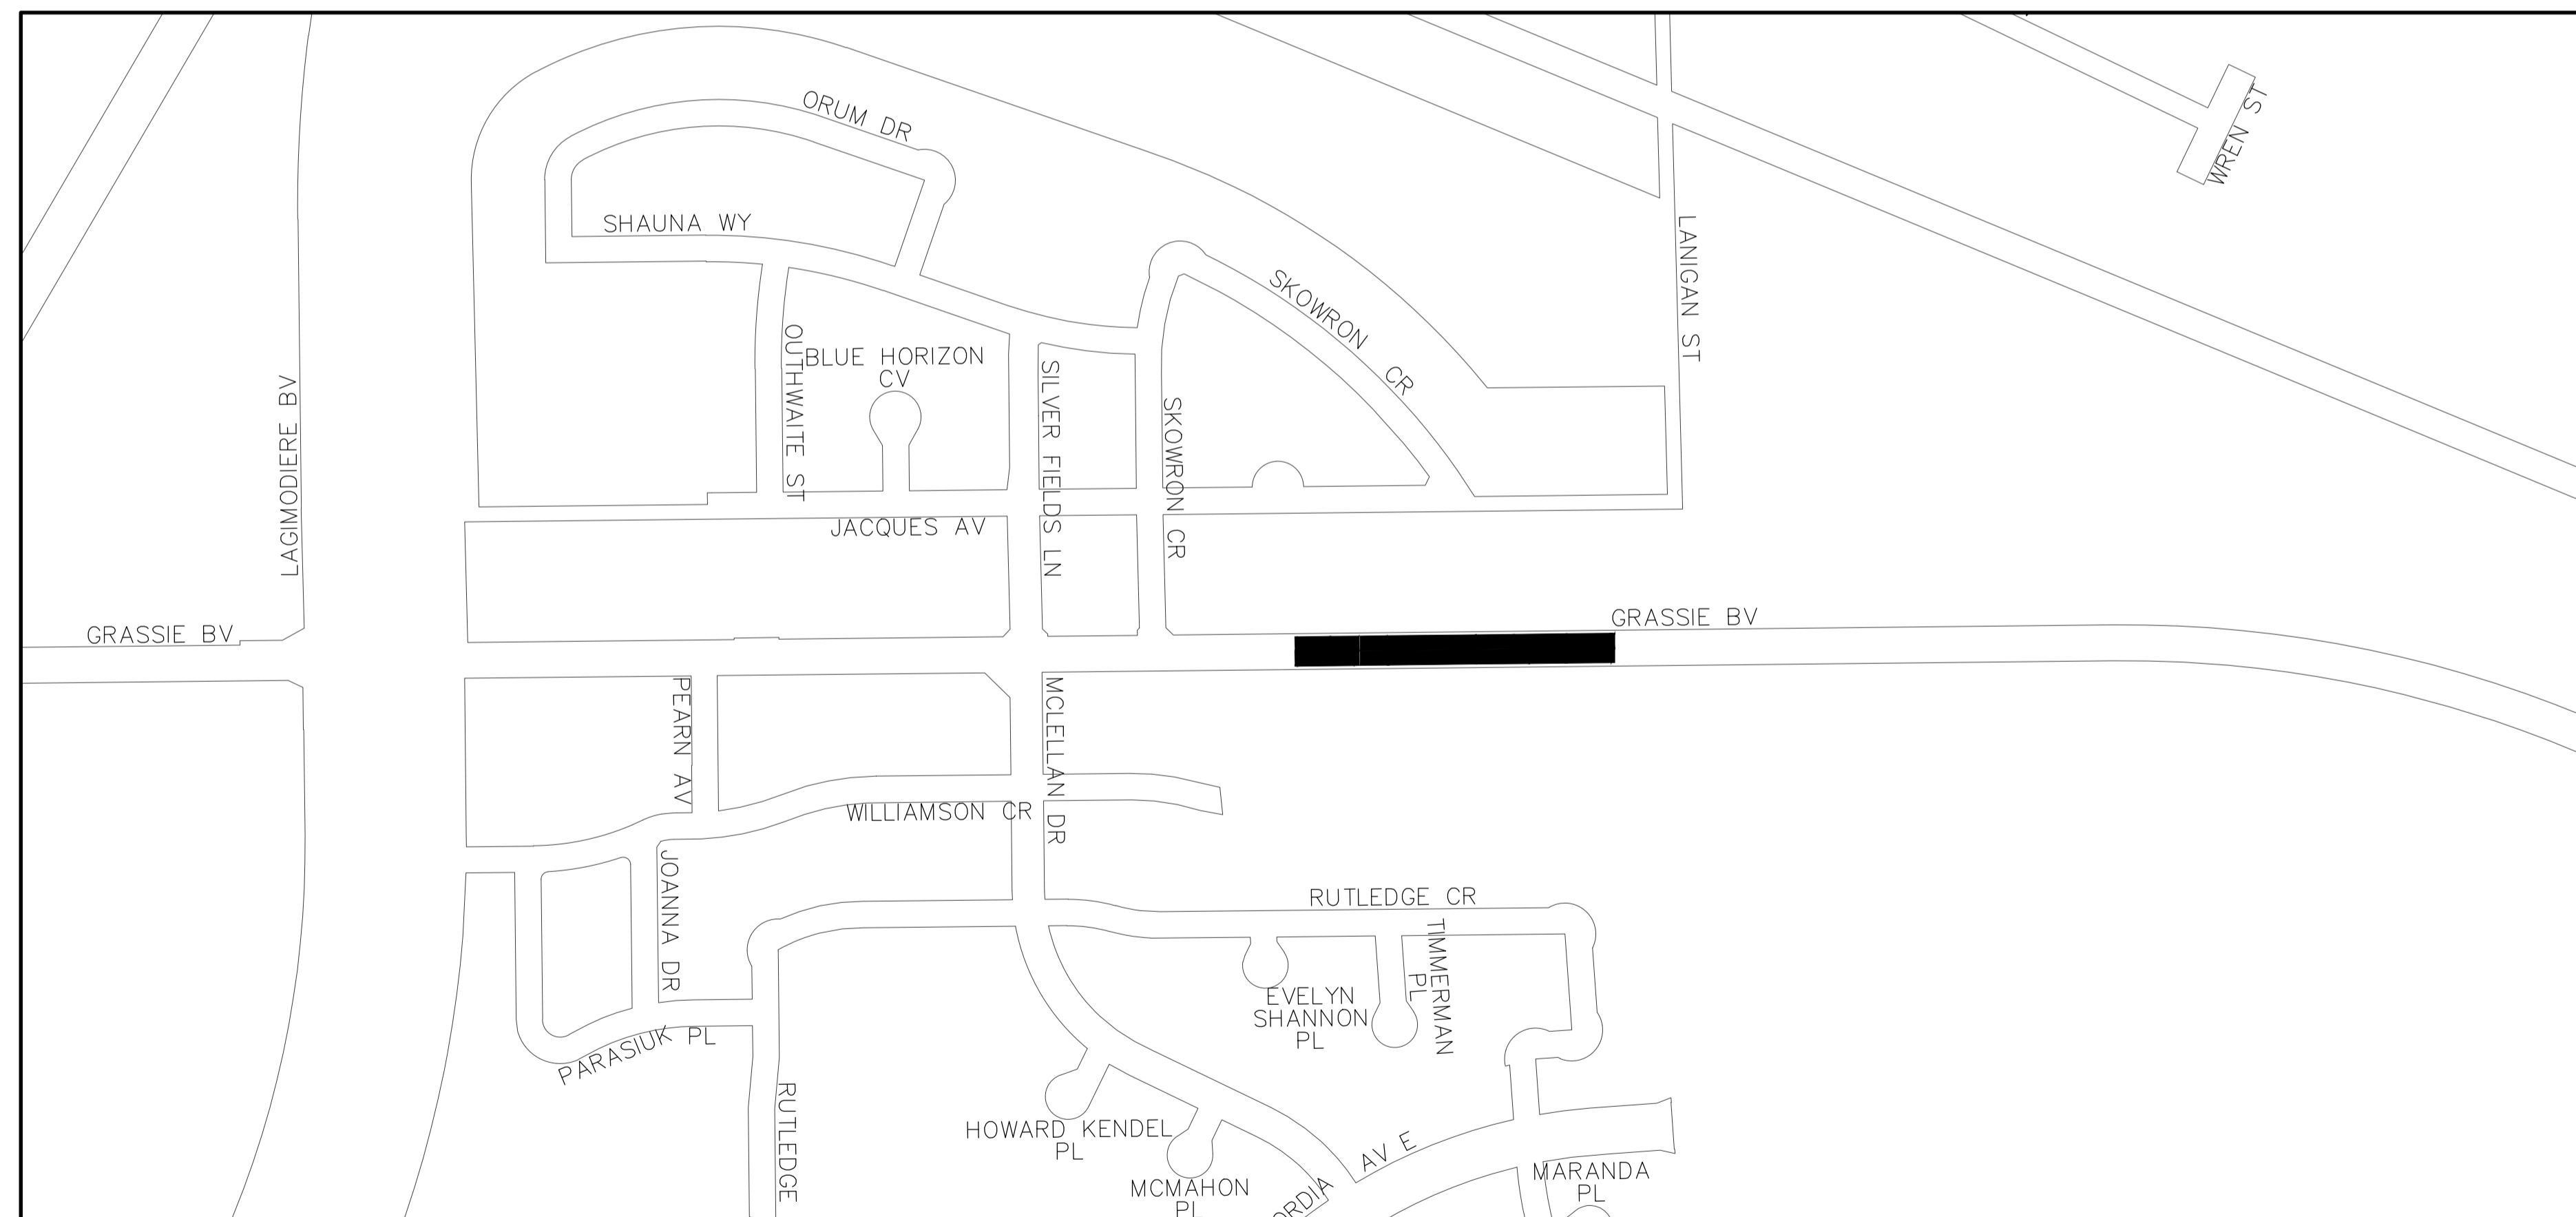 ORUM DR
WREN ST
SHAUNA WY
LANIGAN ST
SKOWRON CR
OUTHWAITE ST
BLUE HORIZON
CV
SILVER FIELDS LN
LAGIMODIERE BV
SKOWRON CR
JACQUES AV
GRASSIE BV
GRASSIE BV
PEARN AV
MCLELLAN DR
WILLIAMSON CR
JOANNA DR
RUTLEDGE CR
TIMMERMAN
PL
EVELYN
SHANNON
PL
PARASIUK PL
RUTLEDGE
HOWARD KENDEL
PL
MCMAHON
PL
ORDIA AV E
MARANDA
PL